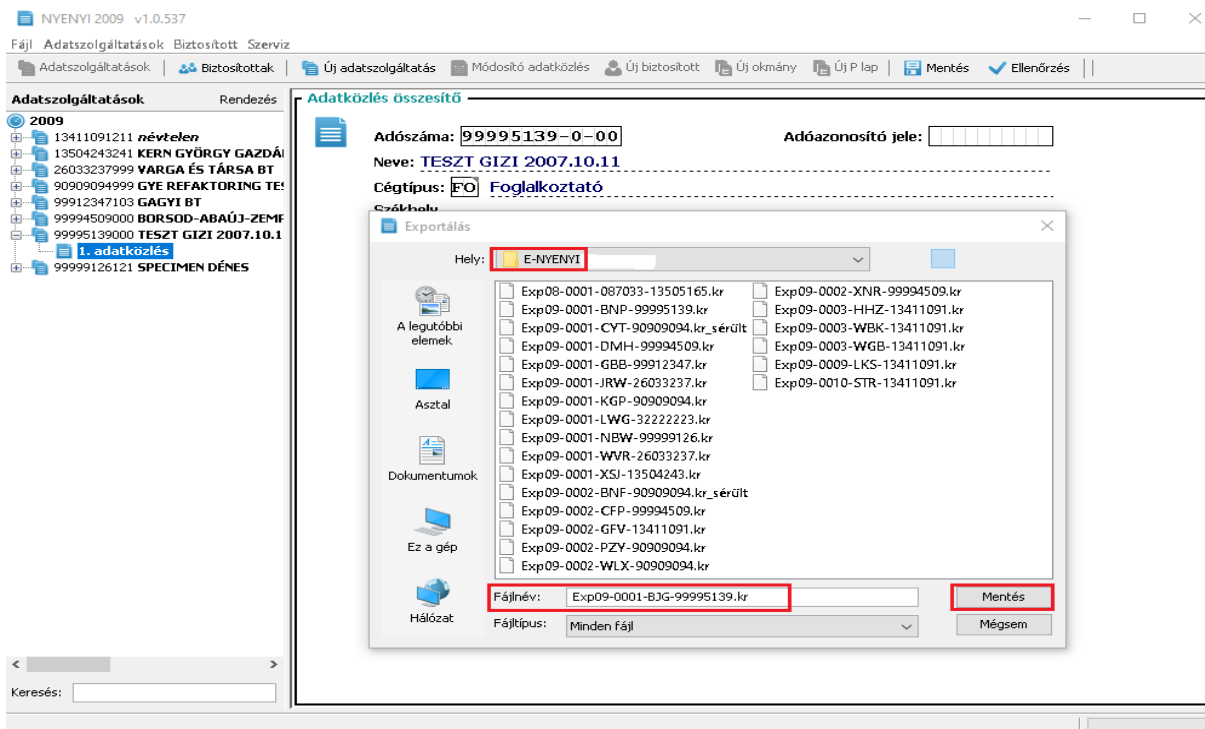 NYENYI 2009 v1.0.537
Fájl Adatszolgáltatások Biztosított Szerviz
Adatszolgáltatások Biztosítottak Új adatszolgáltatás Módosító adatközlés Új biztosított Új okmány Új P lap Mentés Ellenőrzés
Adatszolgáltatások Rendezés
2009
13411091211 névtelen
13504243241 KERN GYÖRGY GAZDÁ
26033237999 VARGA ÉS TÁRSA BT
90909094999 GYE REFAKTORING TE
99912347103 GAGYI BT
99994509000 BORSOD-ABAÚJ-ZEMP
99995139000 TESZT GIZI 2007.10.1
1. adatközlés
99999126121 SPECIMEN DÉNES
Keresés:
Adatközlés összesítő
Adószáma: 99995139-0-00 Adóazonosító jele:
Neve: TESZT GIZI 2007.10.11
Cégtípus: FO Foglalkoztató
Székhely
Exportálás
Hely: E-NYENYI
A legutóbbi elemek
Asztal
Dokumentumok
Ez a gép
Hálózat
Exp08-0001-087033-13505165.kr
Exp09-0001-BNP-99995139.kr
Exp09-0001-CYT-90909094.kr_sérült
Exp09-0001-DMH-99994509.kr
Exp09-0001-GBB-99912347.kr
Exp09-0001-JRW-26033237.kr
Exp09-0001-KGP-90909094.kr
Exp09-0001-LWG-32222223.kr
Exp09-0001-NBW-99999126.kr
Exp09-0001-WVR-26033237.kr
Exp09-0001-XSJ-13504243.kr
Exp09-0002-BNF-90909094.kr_sérült
Exp09-0002-CFP-99994509.kr
Exp09-0002-GFV-13411091.kr
Exp09-0002-PZY-90909094.kr
Exp09-0002-WLX-90909094.kr
Exp09-0002-XNR-99994509.kr
Exp09-0003-HHZ-13411091.kr
Exp09-0003-WBK-13411091.kr
Exp09-0003-WGB-13411091.kr
Exp09-0009-LKS-13411091.kr
Exp09-0010-STR-13411091.kr
Fájlnév: Exp09-0001-BJG-99995139.kr Mentés
Fájltípus: Minden fájl Mégsem